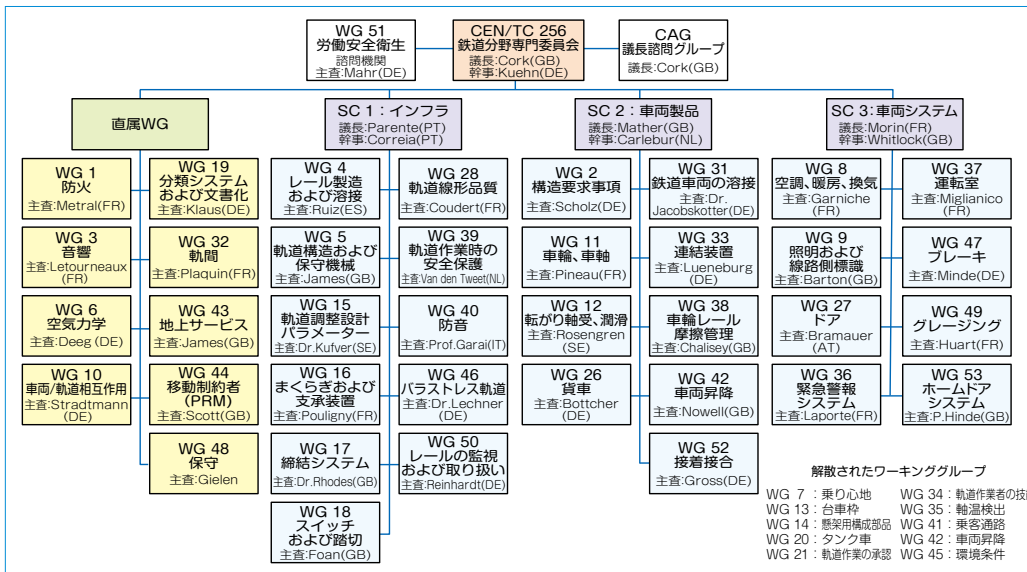 WG 51
労働安全衛生
諮問機関
主査:Mahr(DE)
CEN/TC 256
鉄道分野専門委員会
議長:Cork(GB)
幹事:Kuehn(DE)
CAG
議長諮問グループ
議長:Cork(GB)
直属WG
SC 1：インフラ
議長:Parente(PT)
幹事:Correia(PT)
SC 2：車両製品
議長:Mather(GB)
幹事:Carlebur(NL)
SC 3：車両システム
議長:Morin(FR)
幹事:Whitlock(GB)
WG 1
防火
主査:Metral(FR)
WG 3
音響
主査:Letourneaux
(FR)
WG 6
空気力学
主査:Deeg(DE)
WG 10
車両/軌道相互作用
主査:Stradtmann
(DE)
WG 19
分類システム
および文書化
主査:Klaus(DE)
WG 32
軌間
主査:Plaquin(FR)
WG 43
地上サービス
主査:James(GB)
WG 44
移動制約者
(PRM)
主査:Scott(GB)
WG 48
保守
主査:Gielen
WG 4
レール製造
および溶接
主査:Ruiz(ES)
WG 5
軌道構造および
保守機械
主査:James(GB)
WG 15
軌道調整設計
パラメーター
主査:Dr.Kufver(SE)
WG 16
まくらぎおよび
支承装置
主査:Pouligny(FR)
WG 17
締結システム
主査:Dr.Rhodes(GB)
WG 18
スイッチ
および踏切
主査:Foan(GB)
WG 28
軌道線形品質
主査:Coudert(FR)
WG 39
軌道作業時の
安全保護
主査:Van den Tweet(NL)
WG 40
防音
主査:Prof.Garai(IT)
WG 46
バラストレス軌道
主査:Dr.Lechner
(DE)
WG 50
レールの監視
および取り扱い
主査:Reinhardt(DE)
WG 2
構造要求事項
主査:Scholz(DE)
WG 11
車輪、車軸
主査:Pineau(FR)
WG 12
転がり軸受、潤滑
主査:Rosengren
(SE)
WG 26
貨車
主査:Bottcher
(DE)
WG 31
鉄道車両の溶接
主査:Dr.
Jacobskotter(DE)
WG 33
連結装置
主査:Lueneburg
(DE)
WG 38
車輪レール
摩擦管理
主査:Chalisey(GB)
WG 42
車両昇降
主査:Nowell(GB)
WG 52
接着接合
主査:Gross(DE)
WG 8
空調、暖房、換気
主査:Garniche
(FR)
WG 9
照明および
線路側標識
主査:Barton(GB)
WG 27
ドア
主査:Bramauer
(AT)
WG 36
緊急警報
システム
主査:Laporte(FR)
WG 37
運転室
主査:Miglianico
(FR)
WG 47
ブレーキ
主査:Minde(DE)
WG 49
グレージング
主査:Huart(FR)
WG 53
ホームドア
システム
主査:P.Hinde(GB)
解散されたワーキンググループ
WG 7 ：乗り心地
WG 13：台車枠
WG 14：懸架用構成部品
WG 20：タンク車
WG 21：軌道作業の承認
WG 34：軌道作業者の技
WG 35：軸温検出
WG 41：乗客通路
WG 42：車両昇降
WG 45：環境条件